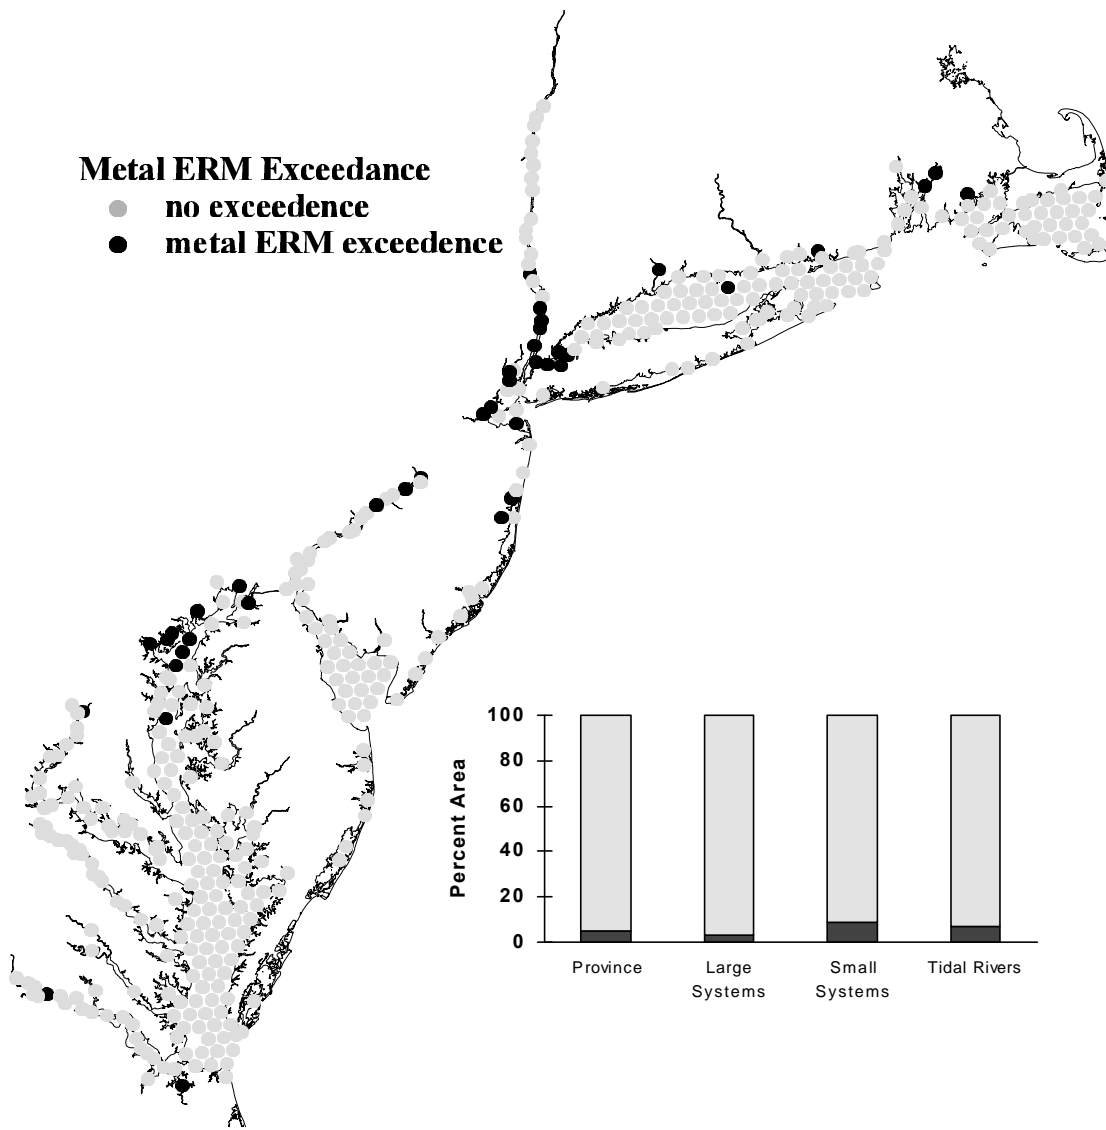 Metal ERM Exceedance
no exceedence
metal ERM exceedence
Percent Area
100
80
60
40
20
0
Province
Large
Systems
Small
Systems
Tidal Rivers